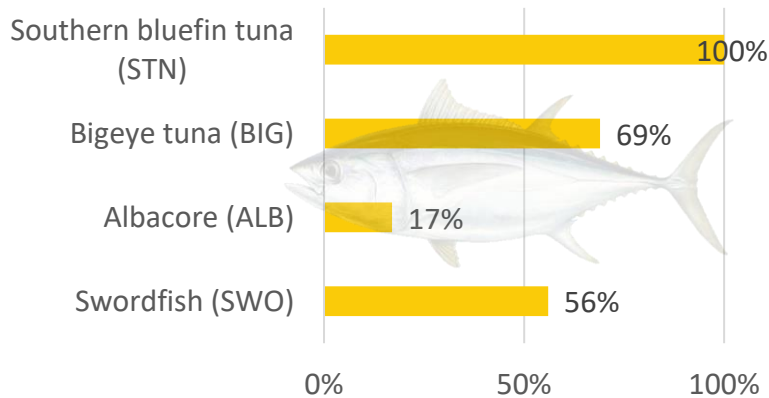 Southern bluefin tuna
(STN)
100%
Bigeye tuna (BIG)
69%
Albacore (ALB)
17%
Swordfish (SWO)
56%
0%
50%
100%